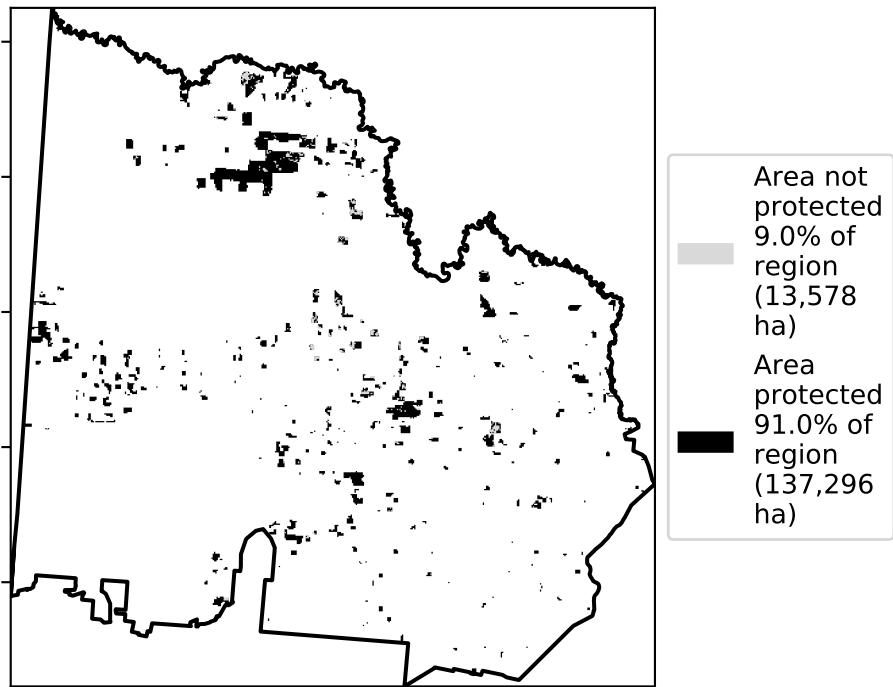 Area not
protected
9.0% of
region
(13,578
ha)
Area
protected
91.0% of
region
(137,296
ha)